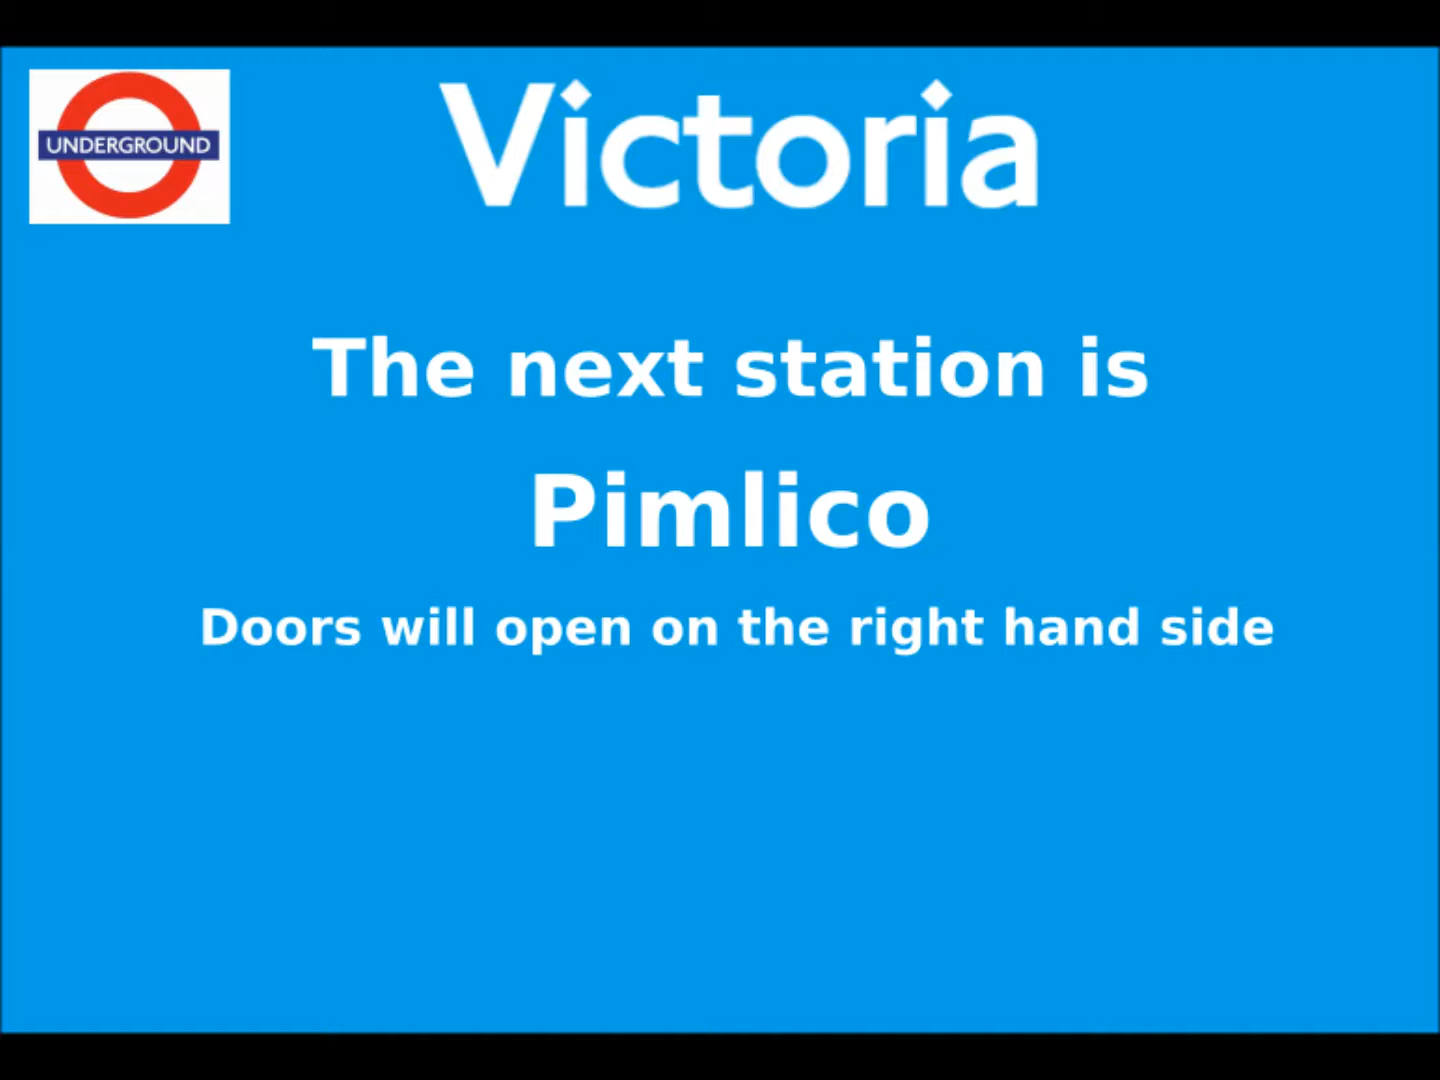 UNDERGROUND
Victoria
The next station is
Pimlico
Doors will open on the right hand side